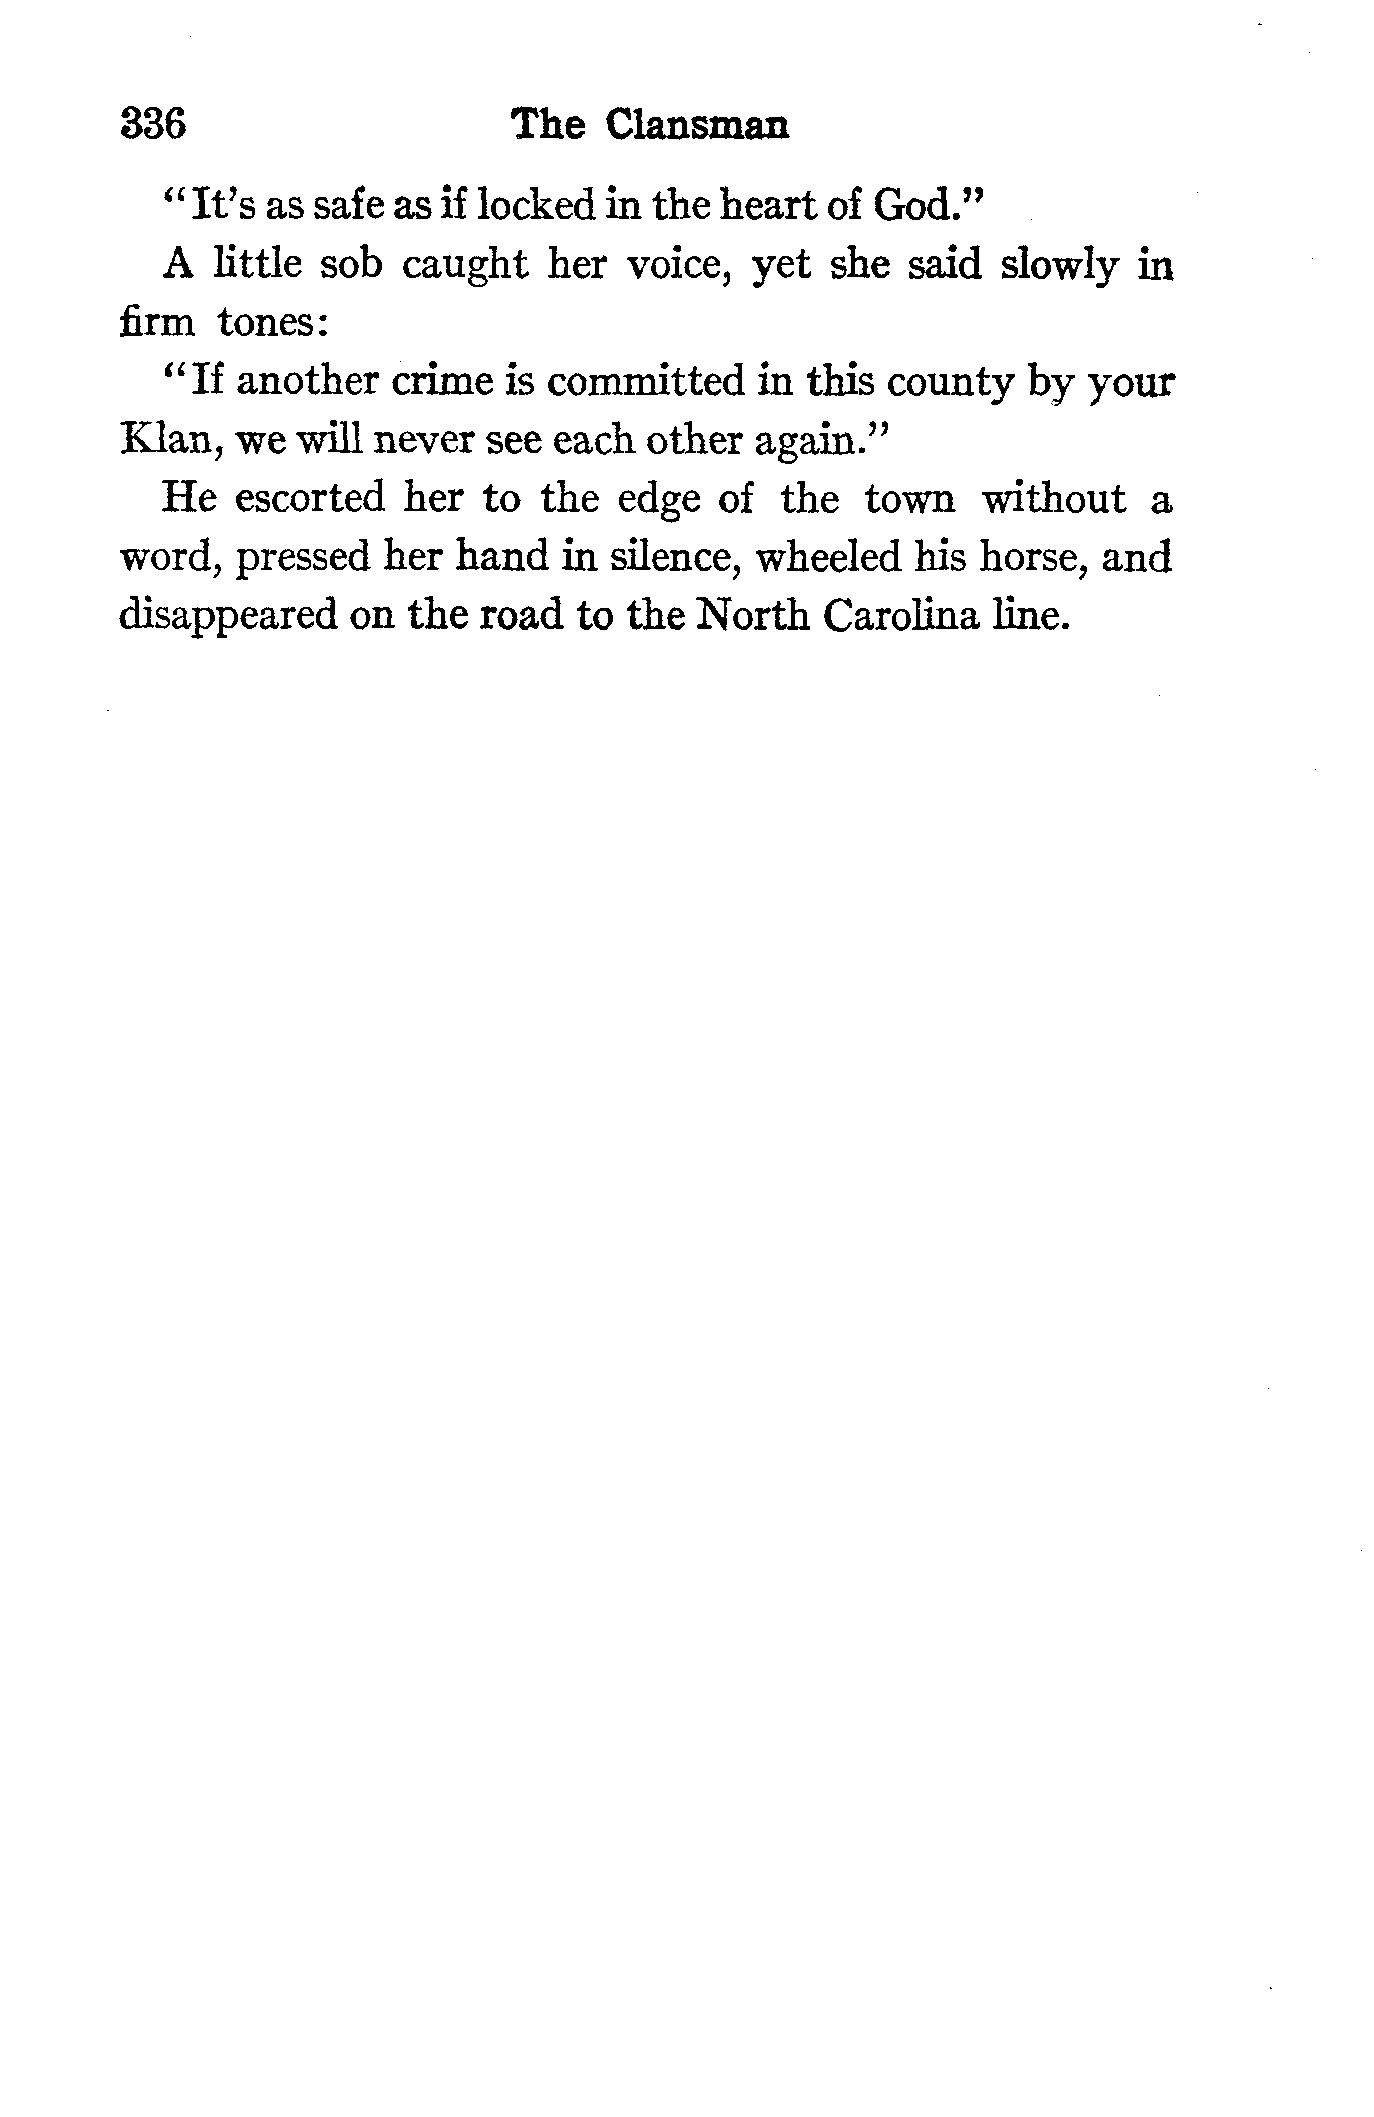 336 The Clansman
"It's as safe as if locked in the heart of God."
A little sob caught her voice, yet she said slowly in
firm tones:
"If another crime is committed in this county by your
Klan, we will never see each other again."
He escorted her to the edge of the town without a
word, pressed her hand in silence, wheeled his horse, and
disappeared on the road to the North Carolina line.